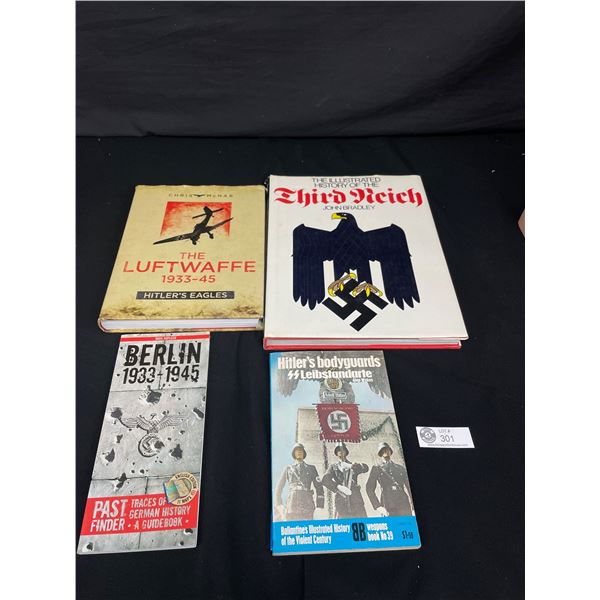 CHRIS McNAB
THE
LUFTWAFFE
1933-45
HITLER'S EAGLES
THE ILLUSTRATED
HISTORY OF THE
Third Reich
JOHN BRADLEY
BERLIN
1933-1945
PAST
FINDER
TRACES OF
GERMAN HISTORY
• A GUIDEBOOK •
Hitler's bodyguards
SS Leibstandarte
Ballantine's Illustrated History
of the Violent Century
BB
weapons
book No 39
LOT #
301